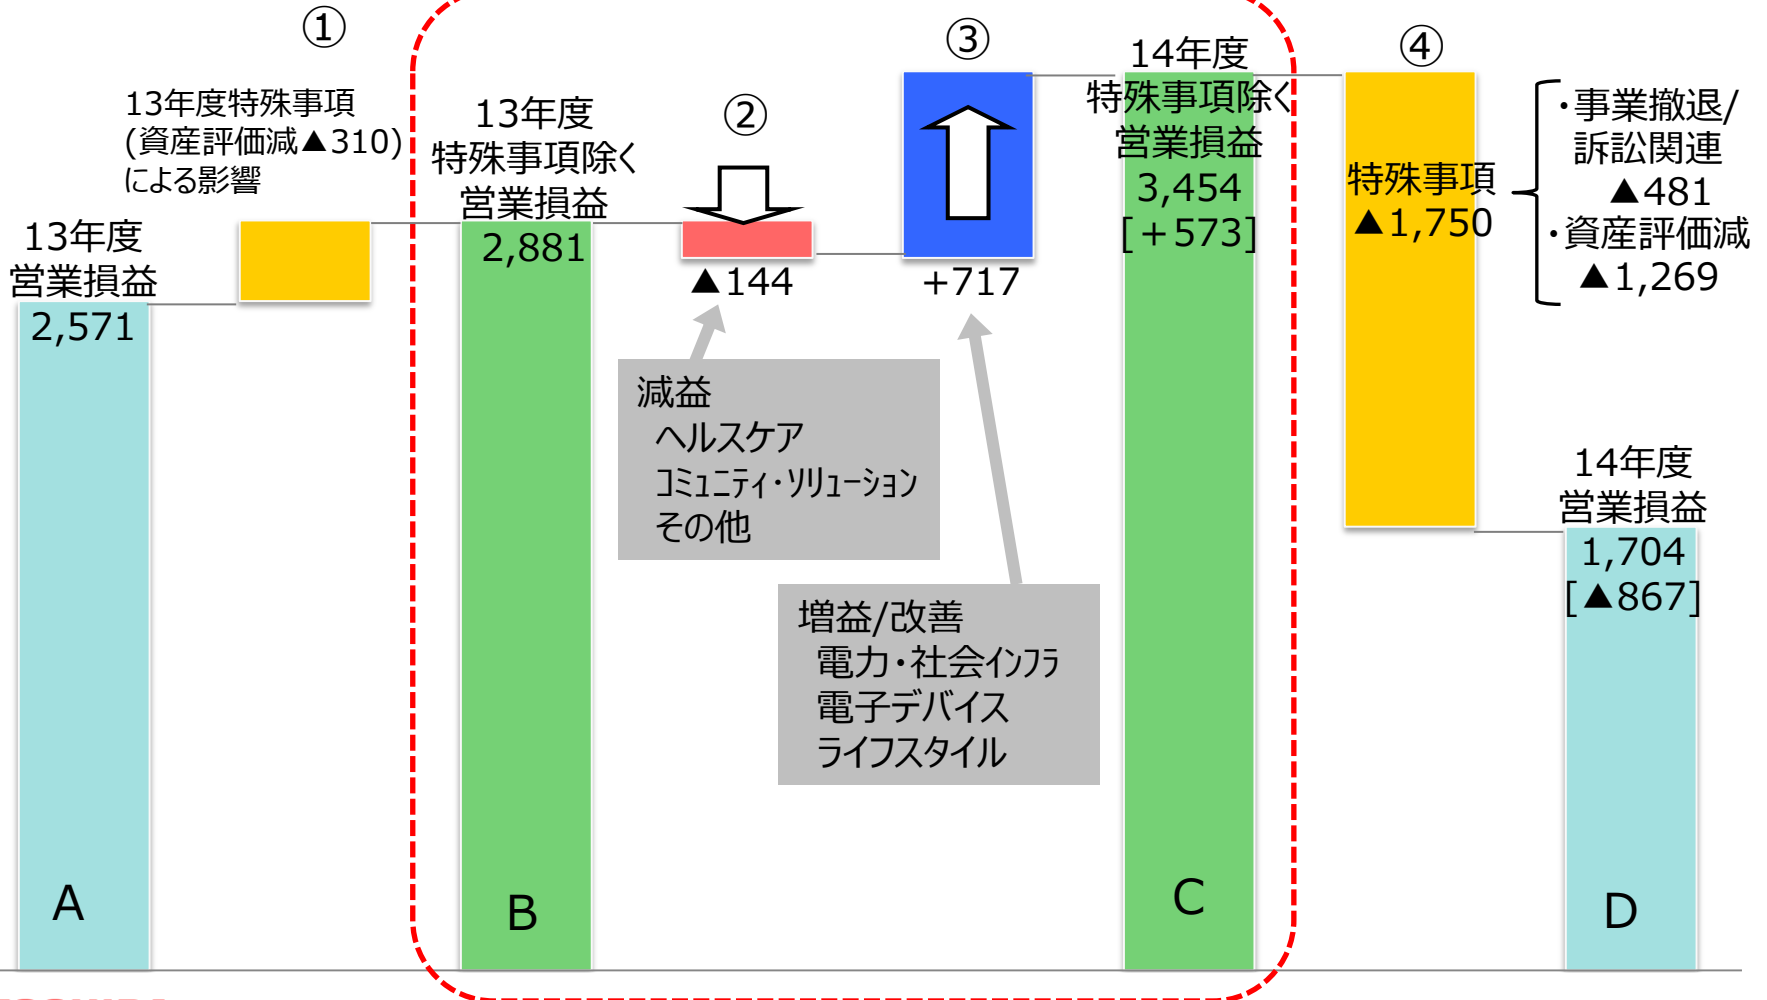 ①
13年度特殊事項
(資産評価減▲310)
による影響
13年度
営業損益
2,571
A
13年度
特殊事項除く
営業損益
2,881
B
②
▲144
減益
ヘルスケア
コミュニティ・ソリューション
その他
③
+717
増益/改善
電力・社会インフラ
電子デバイス
ライフスタイル
14年度
特殊事項除く
営業損益
3,454
[+573]
C
④
特殊事項
▲1,750
・事業撤退/
訴訟関連
▲481
・資産評価減
▲1,269
14年度
営業損益
1,704
[▲867]
D